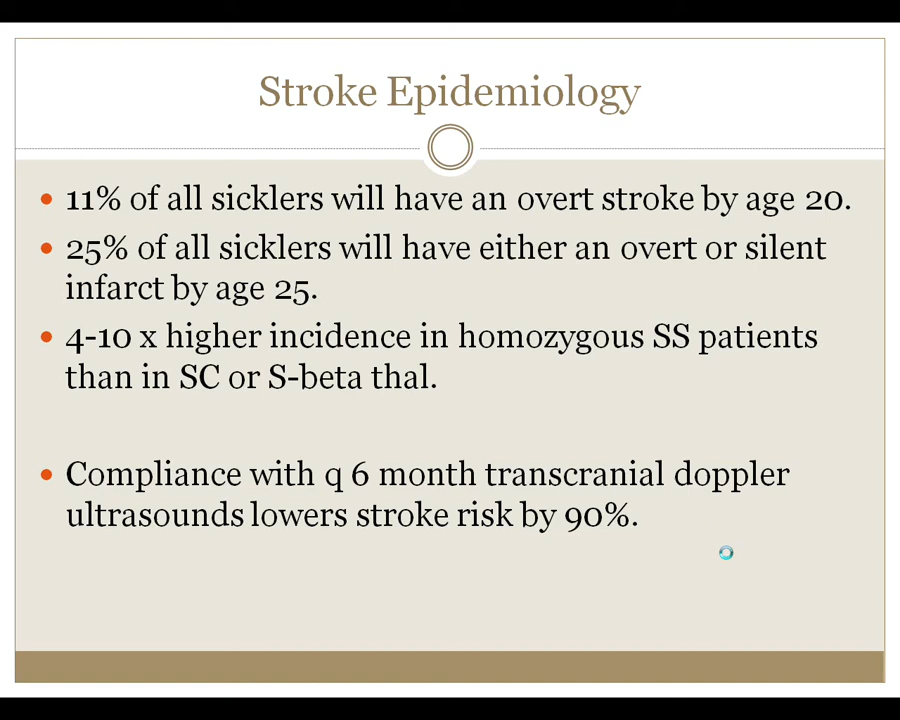 Stroke Epidemiology
• 11% of all sicklers will have an overt stroke by age 20.
• 25% of all sicklers will have either an overt or silent
infarct by age 25.
• 4-10 x higher incidence in homozygous SS patients
than in SC or S-beta thal.
• Compliance with q 6 month transcranial doppler
ultrasounds lowers stroke risk by 90%.